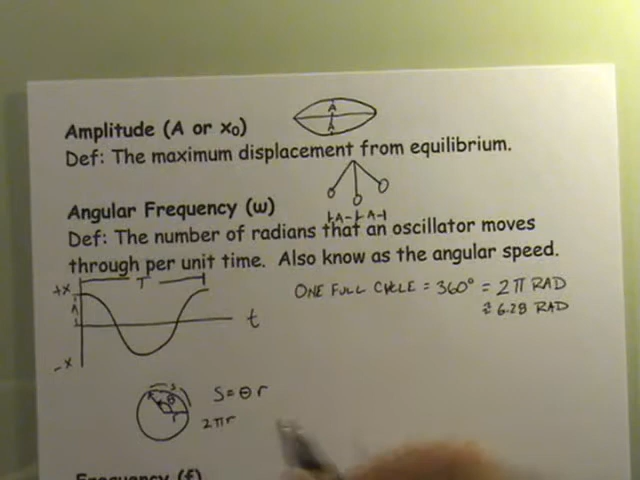 Amplitude (A or x₀)
A
A
Def: The maximum displacement from equilibrium.
A A
Angular Frequency (ω)
Def: The number of radians that an oscillator moves
through per unit time. Also know as the angular speed.
T
+x
A
-x
t
ONE FULL CYCLE = 360° = 2π RAD
≈ 6.28 RAD
S
θ
r
S = θ r
2πr
Frequency (f)